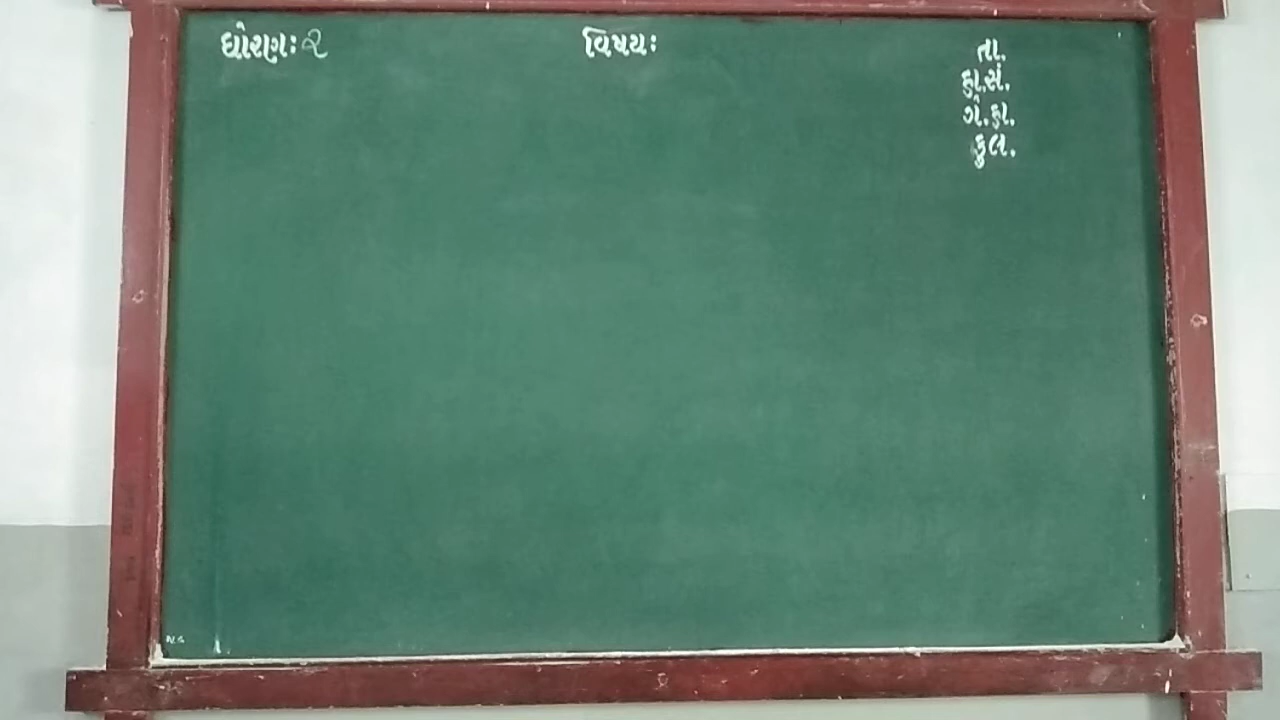 ધોરણઃ ૨ વિષયઃ
તા.
હા.સં.
ગે.હા.
કુલ.